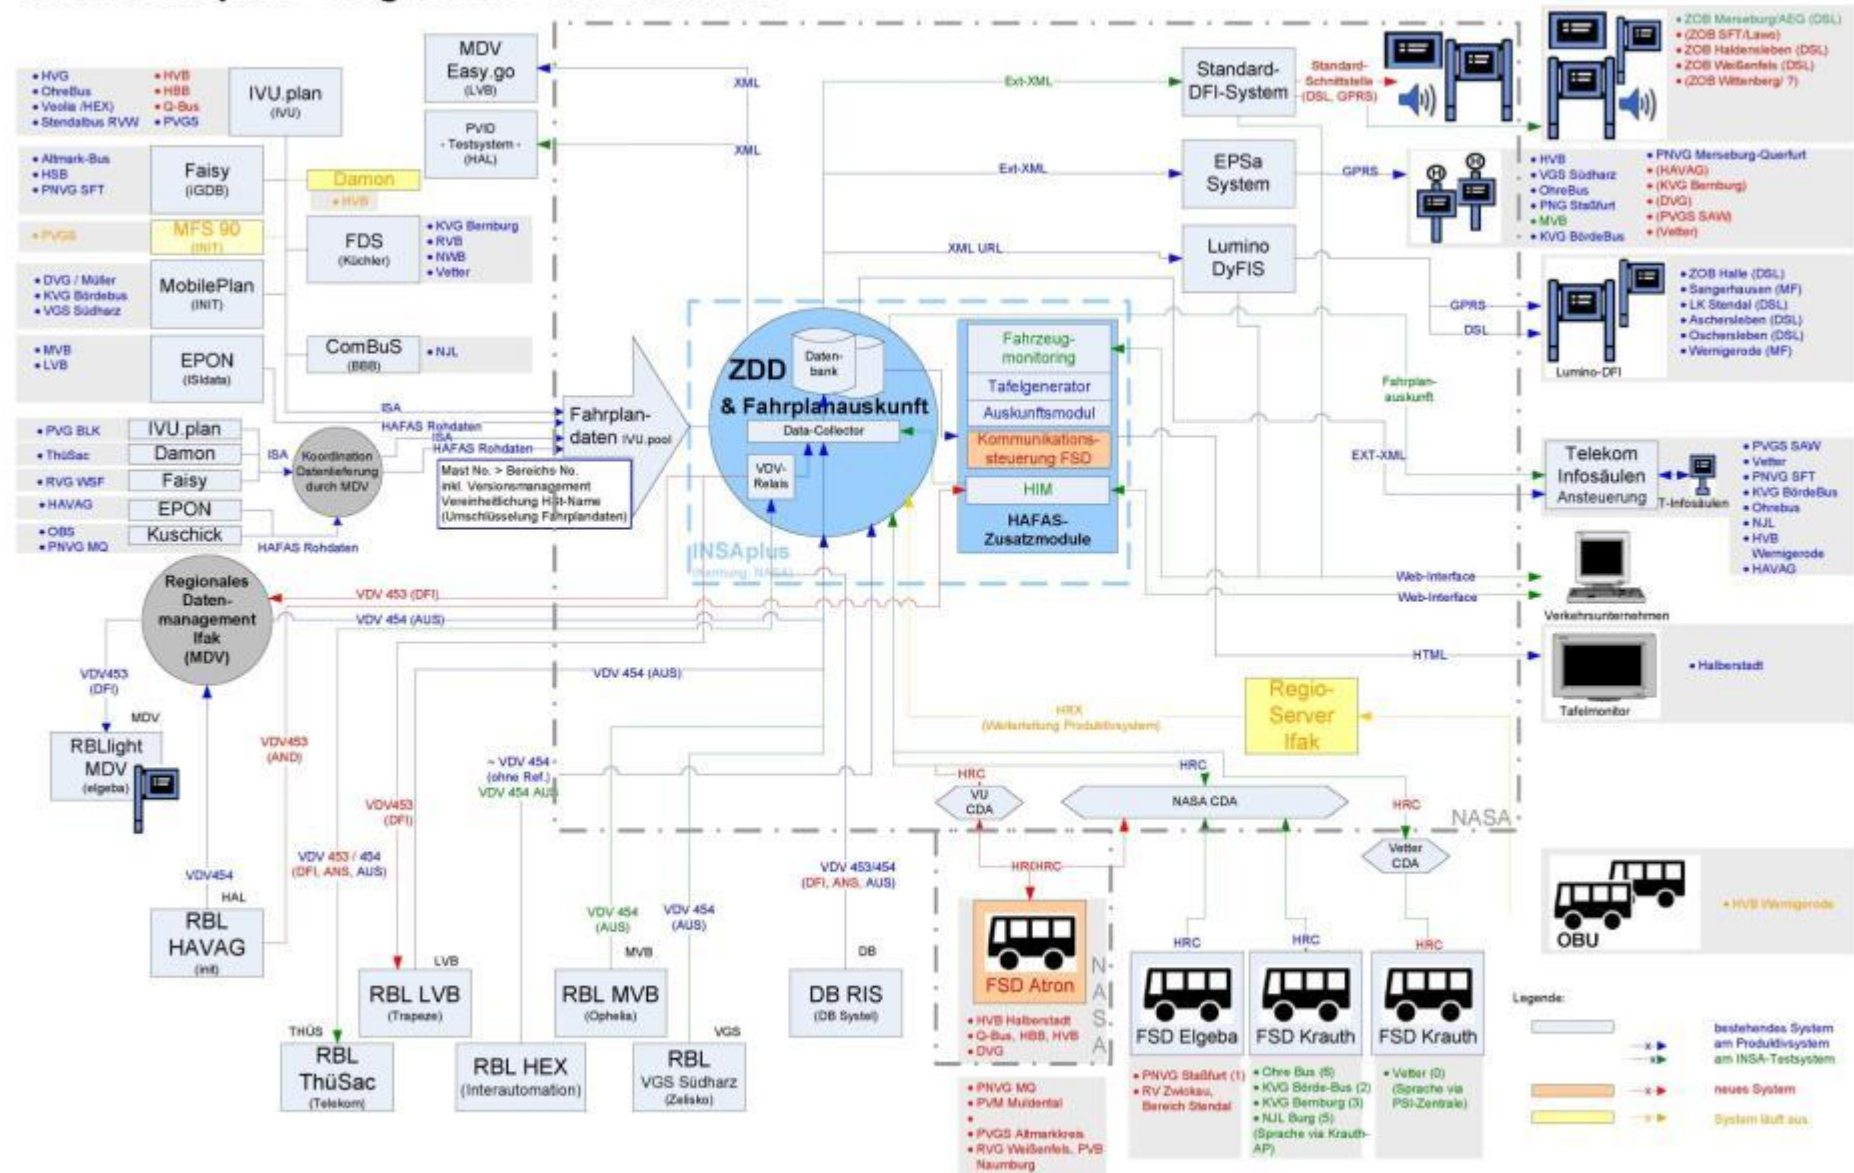 MDV
Easy.go
(LVB)
PVID
- Testsystem -
(HAL)
XML
XML
• HVG
• OhreBus
• Veolia /HEX)
• Stendalbus RVW
• HVB
• HBB
• Q-Bus
• PVGS
IVU.plan
(IVU)
• Altmark-Bus
• HSB
• PNVG SFT
Faisy
(iGDB)
Damon
• HVB
• PVGS
MFS 90
(INIT)
FDS
(Küchler)
• KVG Bernburg
• RVB
• NWB
• Vetter
• DVG / Müller
• KVG Bördebus
• VGS Südharz
MobilePlan
(INIT)
• MVB
• LVB
EPON
(ISIdata)
ComBuS
(BBB)
• NJL
ISA
HAFAS Rohdaten
ISA
HAFAS Rohdaten
• PVG BLK
IVU.plan
• ThüSac
Damon
• RVG WSF
Faisy
• HAVAG
EPON
• OBS
• PNVG MQ
Kuschick
ISA
HAFAS Rohdaten
Koordination
Datenlieferung
durch MDV
Fahrplan-
daten IVU.pool
Mast No. > Bereichs No.
inkl. Versionsmanagement
Vereinheitlichung HSt-Name
(Umschlüsselung Fahrplandaten)
ZDD
Daten-
bank
& Fahrplanauskunft
Data-Collector
VDV-
Relais
INSAplus
Fahrzeug-
monitoring
Tafelgenerator
Auskunftsmodul
Kommunikations-
steuerung FSD
HIM
HAFAS-
Zusatzmodule
Ext-XML
Standard-
DFI-System
Standard-
Schnittstelle
(DSL, GPRS)
• ZOB Merseburg/AEG (DSL)
• (ZOB SFT/Lawo)
• ZOB Haldensleben (DSL)
• ZOB Weißenfels (DSL)
• (ZOB Wittenberg/ ?)
Ext-XML
EPSa
System
GPRS
• HVB
• VGS Südharz
• OhreBus
• PNG Staßfurt
• MVB
• KVG BördeBus
• PNVG Merseburg-Querfurt
• (HAVAG)
• (KVG Bernburg)
• (DVG)
• (PVGS SAW)
• (Vetter)
XML URL
Lumino
DyFIS
GPRS
DSL
Lumino-DFI
• ZOB Halle (DSL)
• Sangerhausen (MF)
• LK Stendal (DSL)
• Aschersleben (DSL)
• Oschersleben (DSL)
• Wernigerode (MF)
Fahrplan-
auskunft
EXT-XML
Telekom
Infosäulen
Ansteuerung
T-Infosäulen
• PVGS SAW
• Vetter
• PNVG SFT
• KVG BördeBus
• Ohrebus
• NJL
• HVB
Wernigerode
• HAVAG
Web-Interface
Web-Interface
Verkehrsunternehmen
HTML
Tafelmonitor
• Halberstadt
Regionales
Daten-
management
Ifak
(MDV)
VDV 453 (DFI)
VDV 454 (AUS)
VDV453
(DFI)
MDV
RBLlight
MDV
(elgeba)
VDV454
HAL
RBL
HAVAG
(init)
VDV453
(AND)
VDV 453 / 454
(DFI, ANS, AUS)
THÜS
RBL
ThüSac
(Telekom)
VDV453
(DFI)
LVB
RBL LVB
(Trapeze)
VDV 454 (AUS)
~ VDV 454
(ohne Ref.)
VDV 454 AUS
RBL HEX
(Interautomation)
VDV 454
(AUS)
MVB
RBL MVB
(Ophelia)
VDV 454
(AUS)
VGS
RBL
VGS Südharz
(Zelisko)
VDV 453/454
(DFI, ANS, AUS)
DB
DB RIS
(DB Systel)
HRX
(Weiterleitung Produktivsystem)
Regio-
Server
Ifak
HRC
VU
CDA
HRC
NASA CDA
HRC
NASA
Vetter
CDA
FSD Atron
NASA
• HVB Halberstadt
• Q-Bus, HBB, HVB
• DVG
• PNVG MQ
• PVM Muldental
•
• PVGS Altmarkkreis
• RVG Weißenfels, PVB
Naumburg
HRC
FSD Elgeba
• PNVG Staßfurt (1)
• RV Zwickau,
Bereich Stendal
HRC
FSD Krauth
• Ohre Bus (6)
• KVG Börde-Bus (2)
• KVG Bernburg (3)
• NJL Burg (5)
(Sprache via Krauth-
AP)
HRC
FSD Krauth
• Vetter (0)
(Sprache via
PSI-Zentrale)
OBU
• HVB Wernigerode
Legende:
bestehendes System
am Produktivsystem
am INSA-Testsystem
neues System
System läuft aus